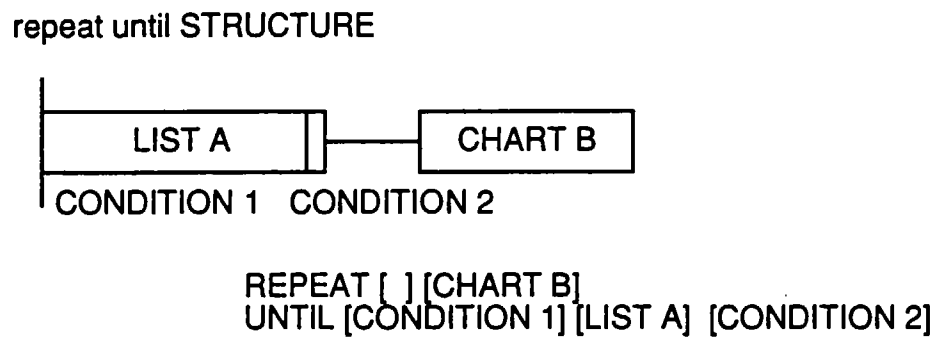 repeat until STRUCTURE
LIST A
CHART B
CONDITION 1 CONDITION 2
REPEAT [ ] [CHART B]
UNTIL [CONDITION 1] [LIST A] [CONDITION 2]